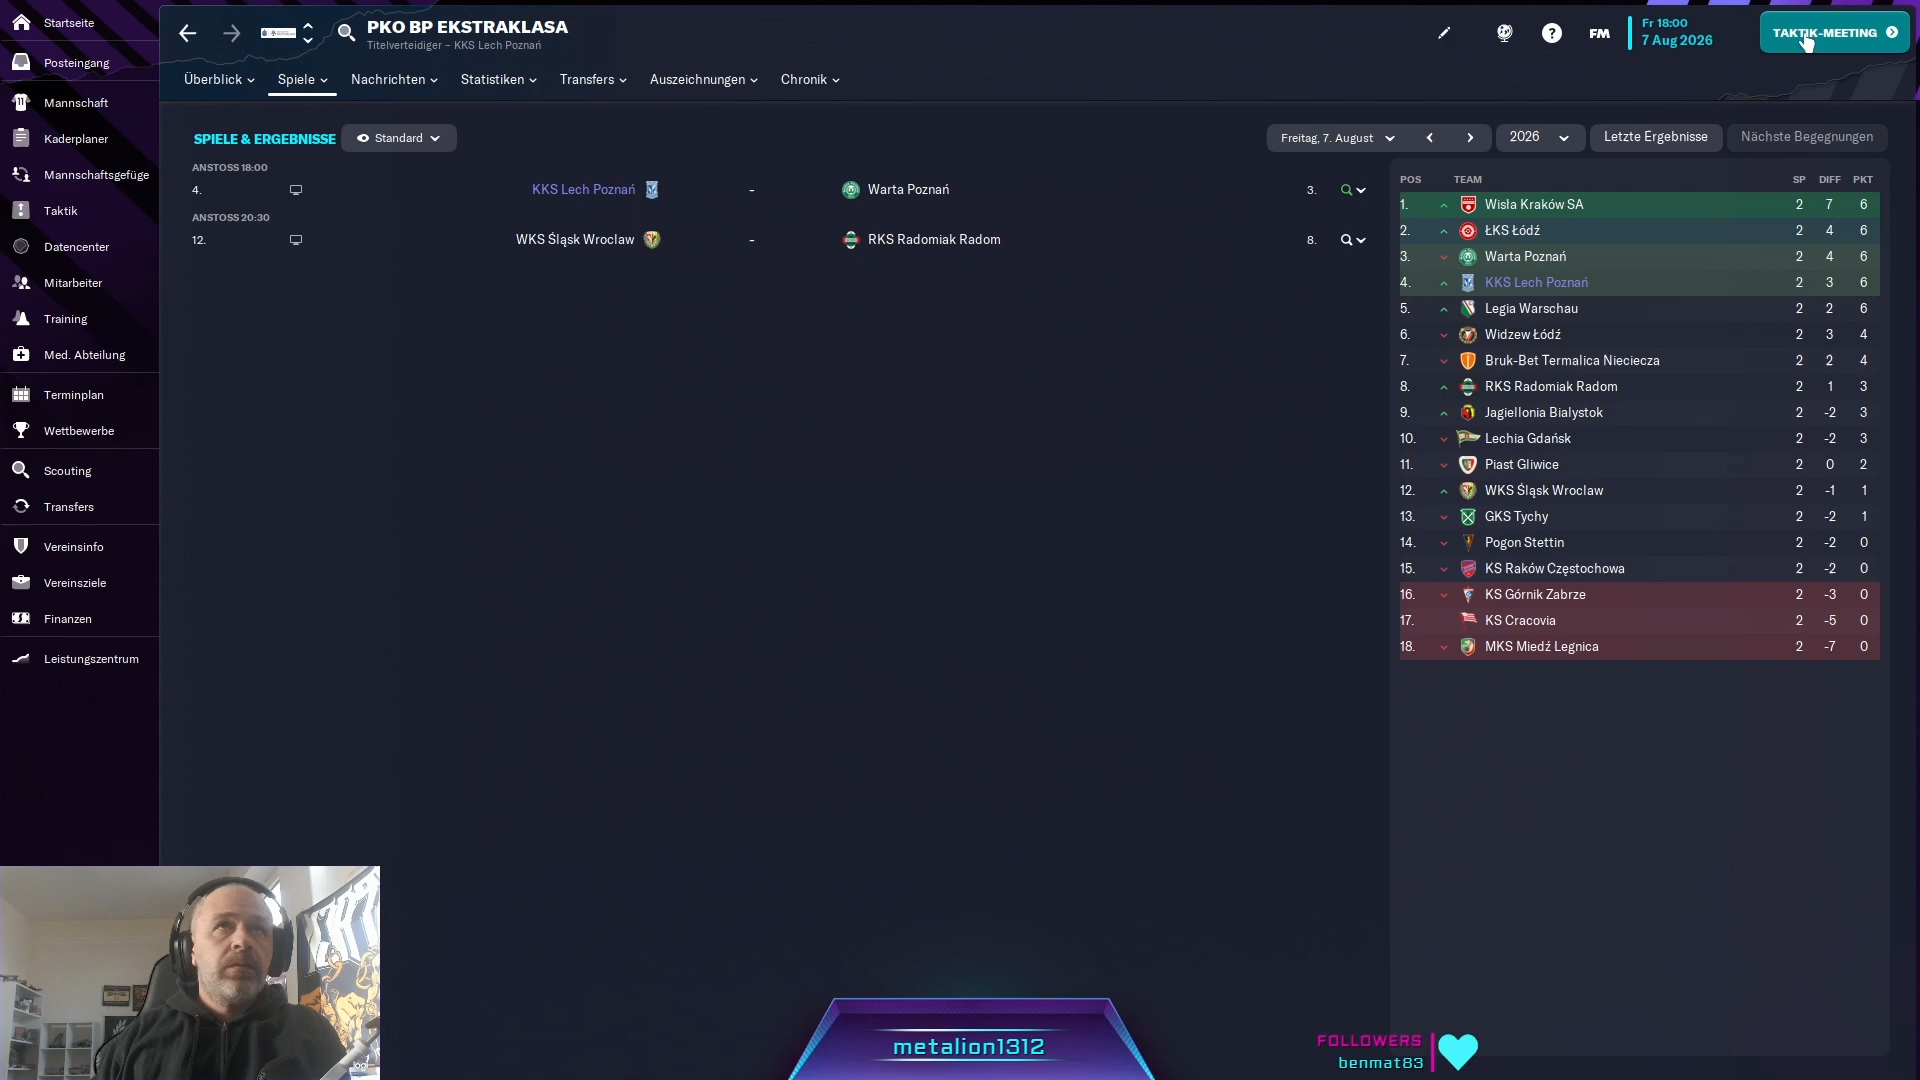 Startseite
Posteingang
Mannschaft
Kaderplaner
Mannschaftsgefüge
Taktik
Datencenter
Mitarbeiter
Training
Med. Abteilung
Terminplan
Wettbewerbe
Scouting
Transfers
Vereinsinfo
Vereinsziele
Finanzen
Leistungszentrum
PKO BP EKSTRAKLASA
Titelverteidiger – KKS Lech Poznań
FM
Fr 18:00
7 Aug 2026
TAKTIK-MEETING
Überblick Spiele Nachrichten Statistiken Transfers Auszeichnungen Chronik
SPIELE & ERGEBNISSE Standard
Freitag, 7. August 2026 Letzte Ergebnisse Nächste Begegnungen
ANSTOSS 18:00
4. KKS Lech Poznań - Warta Poznań 3.
ANSTOSS 20:30
12. WKS Śląsk Wroclaw - RKS Radomiak Radom 8.
POS TEAM SP DIFF PKT
1. Wisła Kraków SA 2 7 6
2. ŁKS Łódź 2 4 6
3. Warta Poznań 2 4 6
4. KKS Lech Poznań 2 3 6
5. Legia Warschau 2 2 6
6. Widzew Łódź 2 3 4
7. Bruk-Bet Termalica Nieciecza 2 2 4
8. RKS Radomiak Radom 2 1 3
9. Jagiellonia Bialystok 2 -2 3
10. Lechia Gdańsk 2 -2 3
11. Piast Gliwice 2 0 2
12. WKS Śląsk Wroclaw 2 -1 1
13. GKS Tychy 2 -2 1
14. Pogon Stettin 2 -2 0
15. KS Raków Częstochowa 2 -2 0
16. KS Górnik Zabrze 2 -3 0
17. KS Cracovia 2 -5 0
18. MKS Miedź Legnica 2 -7 0
metalion1312
FOLLOWERS
benmat83